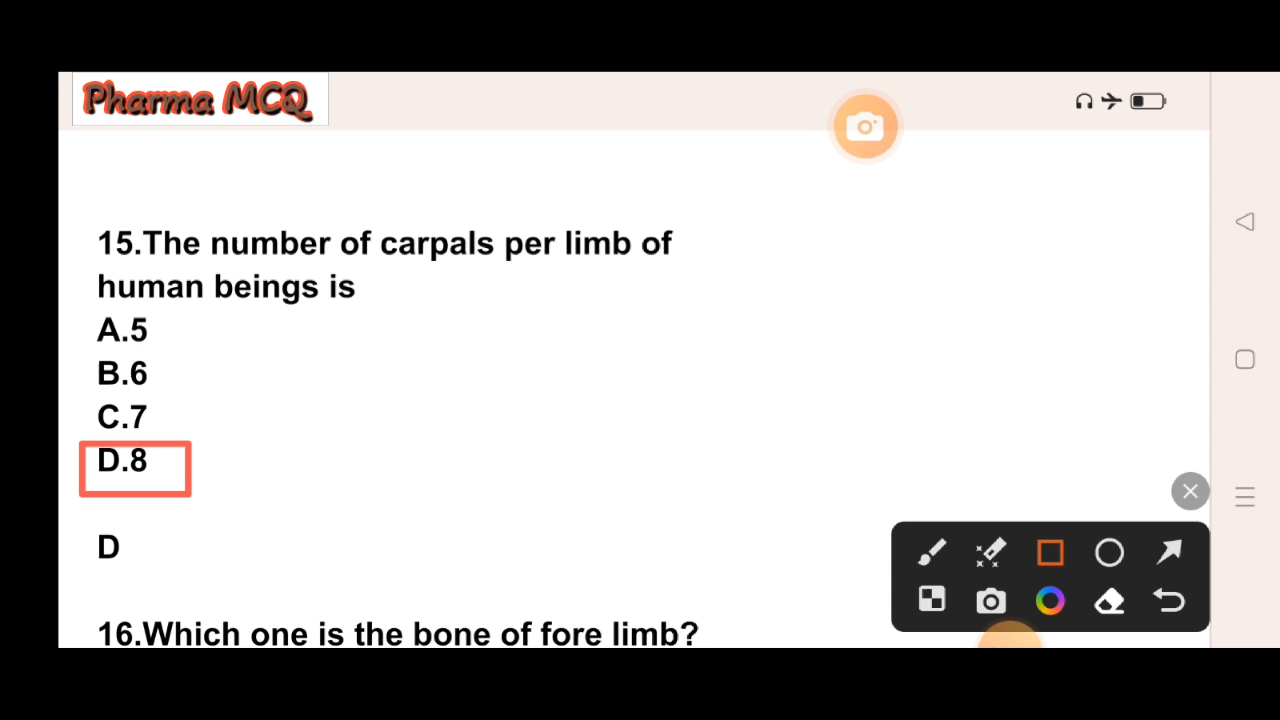 Pharma MCQ
15.The number of carpals per limb of
human beings is
A.5
B.6
C.7
D.8
D
16.Which one is the bone of fore limb?